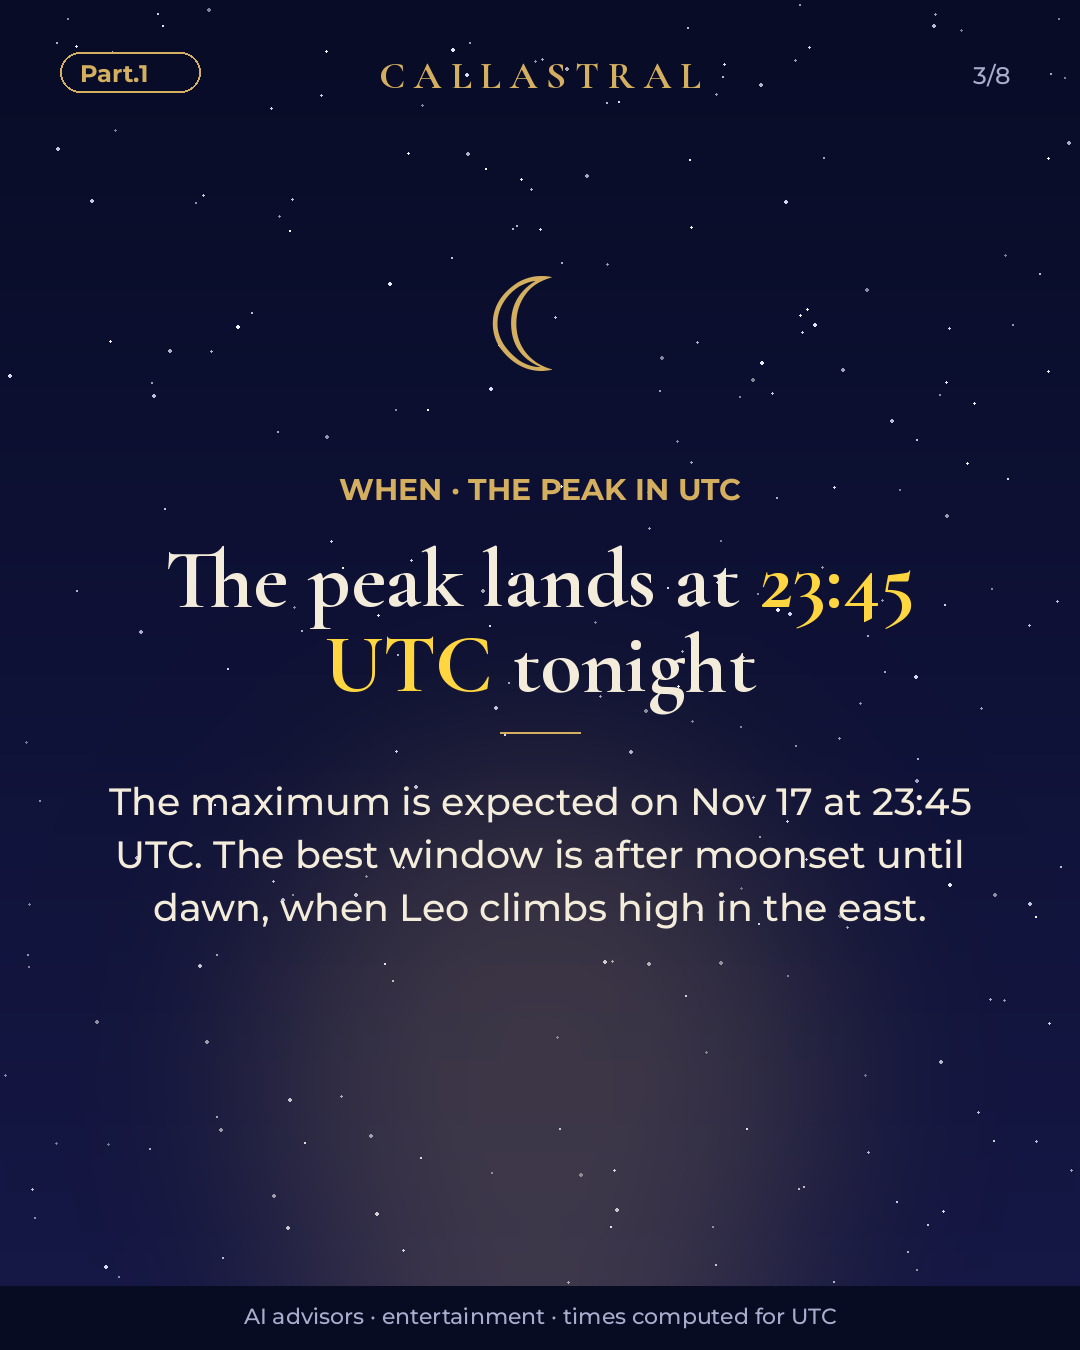 Part.1
CALLASTRAL
3/8
WHEN · THE PEAK IN UTC
The peak lands at 23:45
UTC tonight
The maximum is expected on Nov 17 at 23:45
UTC. The best window is after moonset until
dawn, when Leo climbs high in the east.
AI advisors · entertainment · times computed for UTC